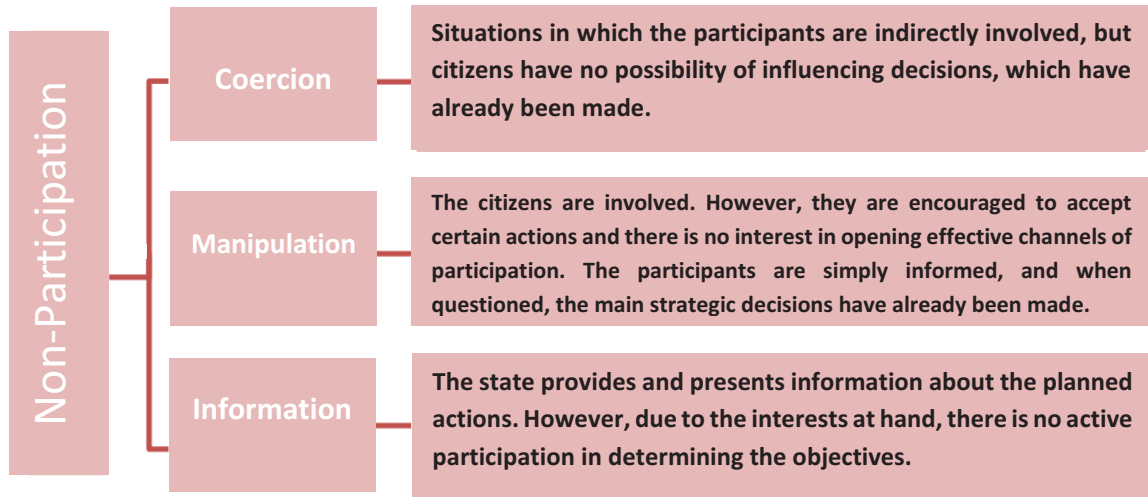 Non-Participation
Coercion
Situations in which the participants are indirectly involved, but
citizens have no possibility of influencing decisions, which have
already been made.
Manipulation
The citizens are involved. However, they are encouraged to accept
certain actions and there is no interest in opening effective channels of
participation. The participants are simply informed, and when
questioned, the main strategic decisions have already been made.
Information
The state provides and presents information about the planned
actions. However, due to the interests at hand, there is no active
participation in determining the objectives.